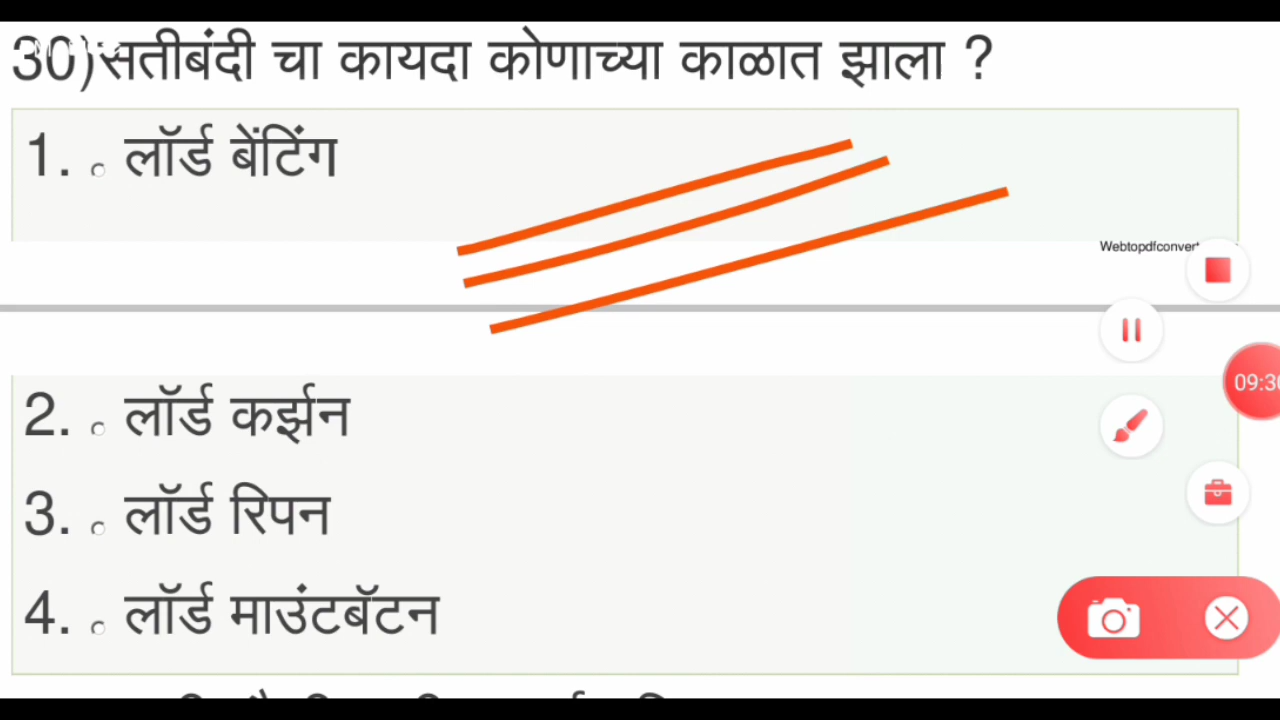 30)सतीबंदी चा कायदा कोणाच्या काळात झाला ?
1. लॉर्ड बेंटिंग
Webtopdfconvert
2. लॉर्ड कर्झन
09:30
3. लॉर्ड रिपन
4. लॉर्ड माउंटबॅटन